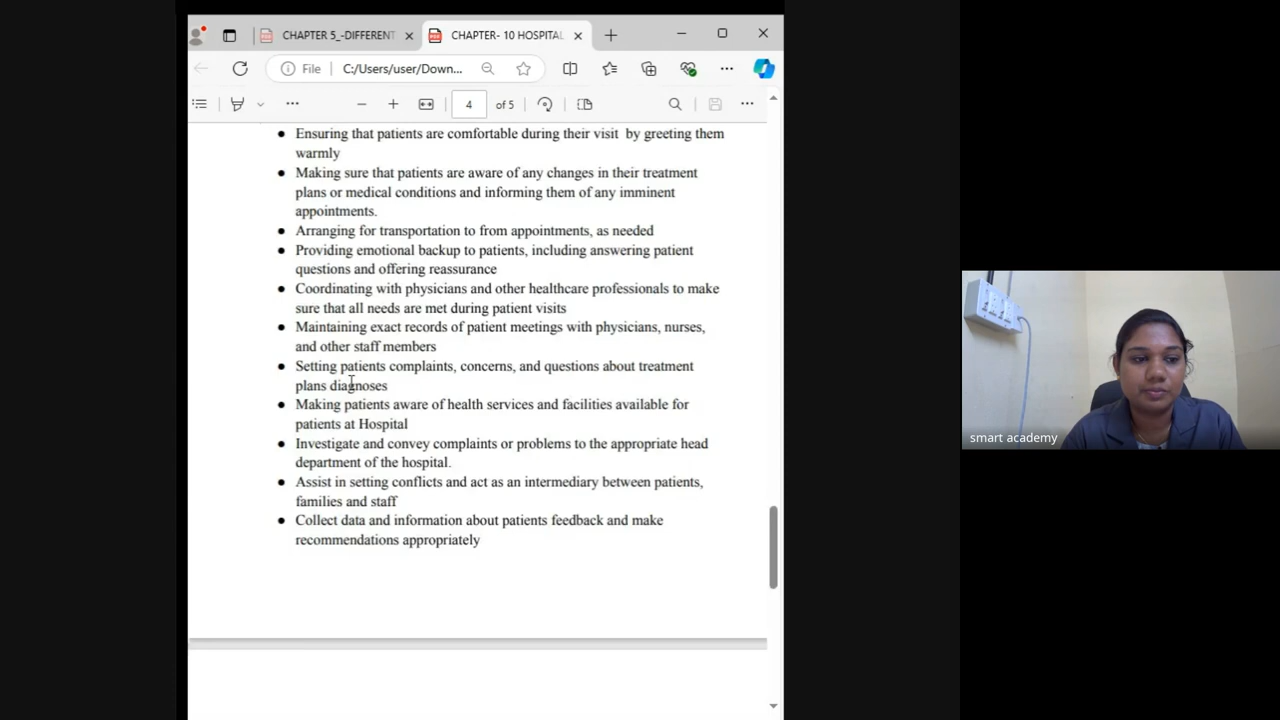 CHAPTER 5_-DIFFERENT
CHAPTER- 10 HOSPITAL
File
C:/Users/user/Down...
4 of 5
● Ensuring that patients are comfortable during their visit by greeting them
warmly
● Making sure that patients are aware of any changes in their treatment
plans or medical conditions and informing them of any imminent
appointments.
● Arranging for transportation to from appointments, as needed
● Providing emotional backup to patients, including answering patient
questions and offering reassurance
● Coordinating with physicians and other healthcare professionals to make
sure that all needs are met during patient visits
● Maintaining exact records of patient meetings with physicians, nurses,
and other staff members
● Setting patients complaints, concerns, and questions about treatment
plans diagnoses
● Making patients aware of health services and facilities available for
patients at Hospital
● Investigate and convey complaints or problems to the appropriate head
department of the hospital.
● Assist in setting conflicts and act as an intermediary between patients,
families and staff
● Collect data and information about patients feedback and make
recommendations appropriately
smart academy